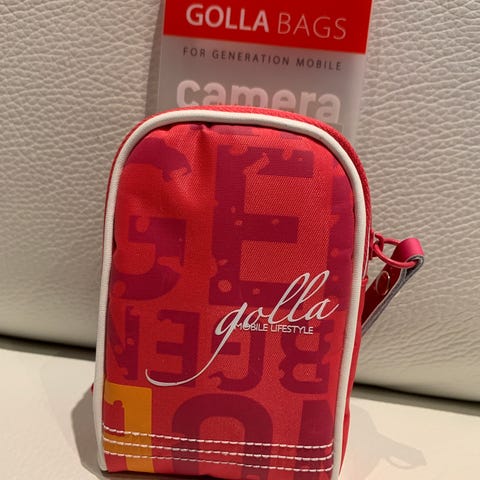 GOLLA BAGS
FOR GENERATION MOBILE
camera
golla
MOBILE LIFESTYLE